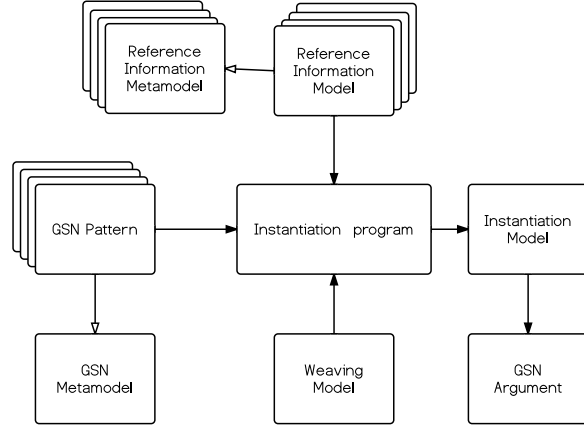 Reference
Information
Metamodel
Reference
Information
Model
GSN Pattern
Instantiation program
Instantiation
Model
GSN
Metamodel
Weaving
Model
GSN
Argument